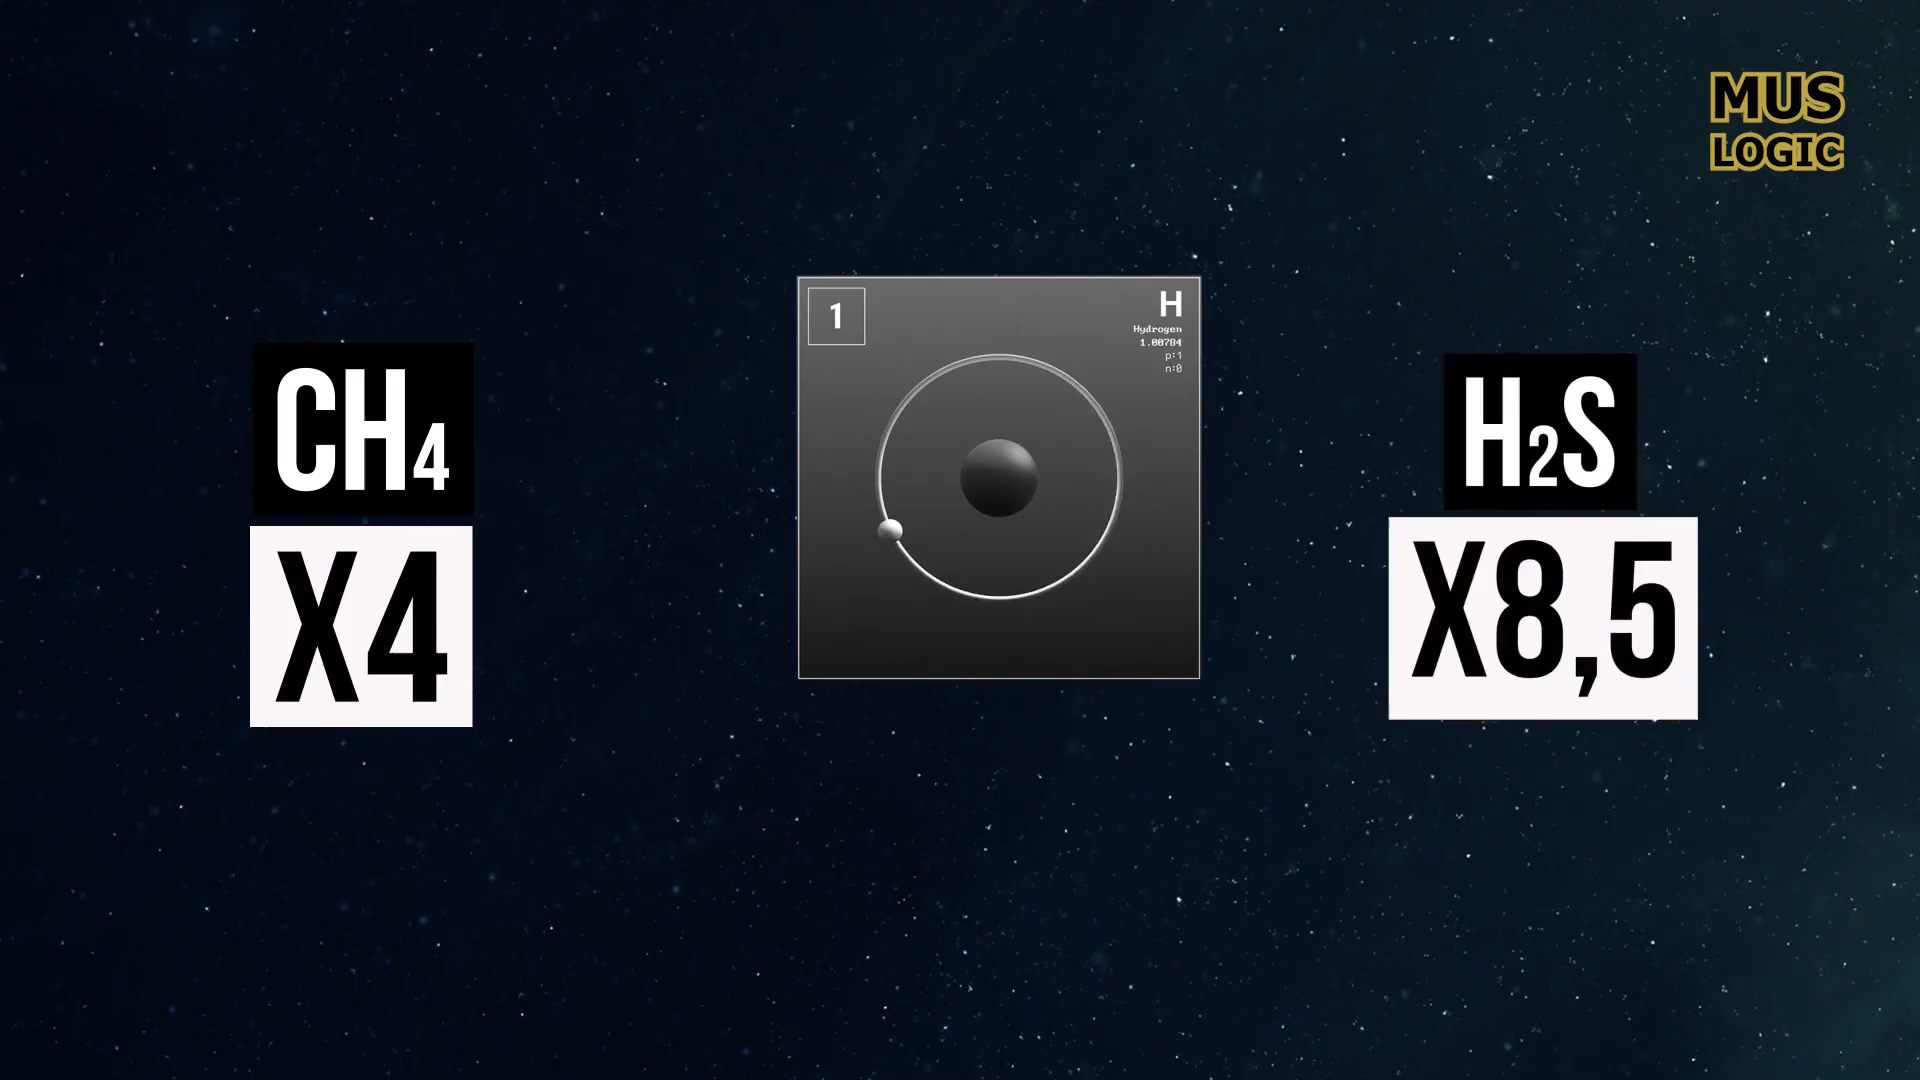 MUS
LOGIC
CH4
X4
1
H
Hydrogen
1.00784
p:1
n:0
H2S
X8,5